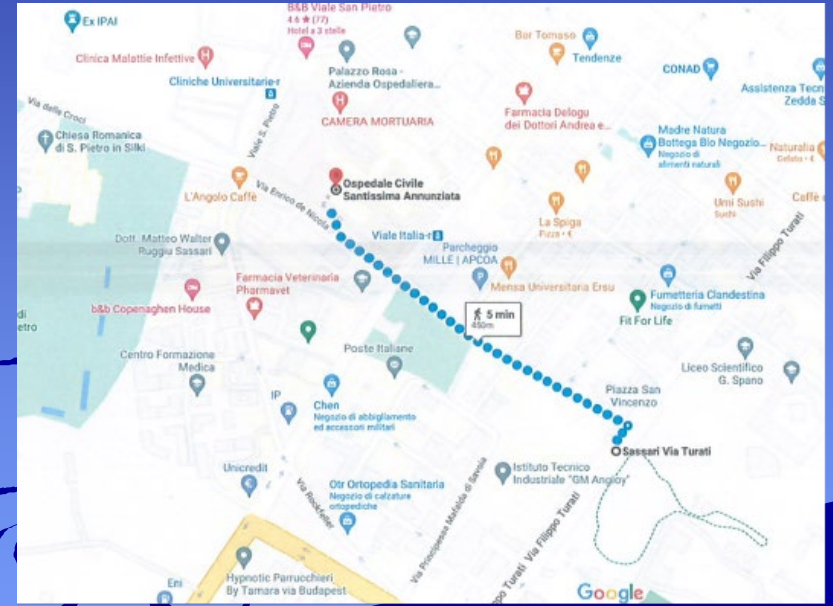 B&B Viale San Pietro
4.6 ★ (77)
Hotel a 3 stelle
Ex IPAI
Bar Tomaso
Tendenze
Clinica Malattie Infettive
Palazzo Rosa -
Azienda Ospedaliera...
CONAD
Cliniche Universitarie-r
Assistenza Tecn
Zedda S
Via delle Croci
Viale S. Pietro
CAMERA MORTUARIA
Farmacia Delogu
dei Dottori Andrea e...
Chiesa Romanica
di S. Pietro in Silki
Madre Natura
Bottega Bio Negozio...
Negozio di
alimenti naturali
Naturalia
Gelato • €
L'Angolo Caffè
Via Enrico de Nicola
Ospedale Civile
Santissima Annunziata
Umi Sushi
Sushi
Caffè
La Spiga
Pizza • €
Viale Italia-r
Dott. Matteo Walter
Ruggiu Sassari
Parcheggio
MILLE | APCOA
Via Filippo Turati
Farmacia Veterinaria
Pharmavet
Mensa Universitaria Ersu
Fumetteria Clandestina
Negozio di fumetti
b&b Copenaghen House
di
etro
5 min
450m
Fit For Life
Centro Formazione
Medica
Poste Italiane
Liceo Scientifico
G. Spano
Piazza San
Vincenzo
IP
Chen
Negozio di abbigliamento
ed accessori militari
Sassari Via Turati
Unicredit
Otr Ortopedia Sanitaria
Negozio di calzature
ortopediche
Istituto Tecnico
Industriale "GM Angioy"
Via Rockfeller
Via Principessa Mafalda di Savoia
Via Filippo Turati
Turati
Eni
Hypnotic Parrucchieri
By Tamara via Budapest
Google